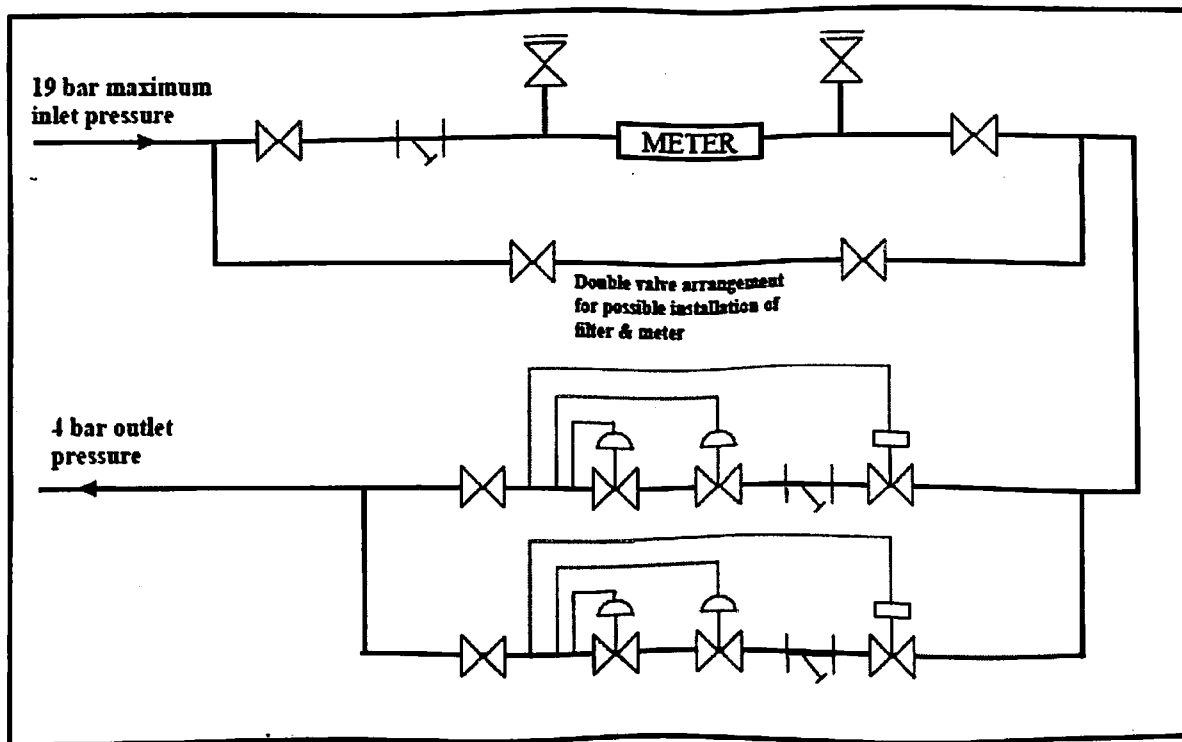 19 bar maximum
inlet pressure
METER
Double valve arrangement
for possible installation of
filter & meter
4 bar outlet
pressure